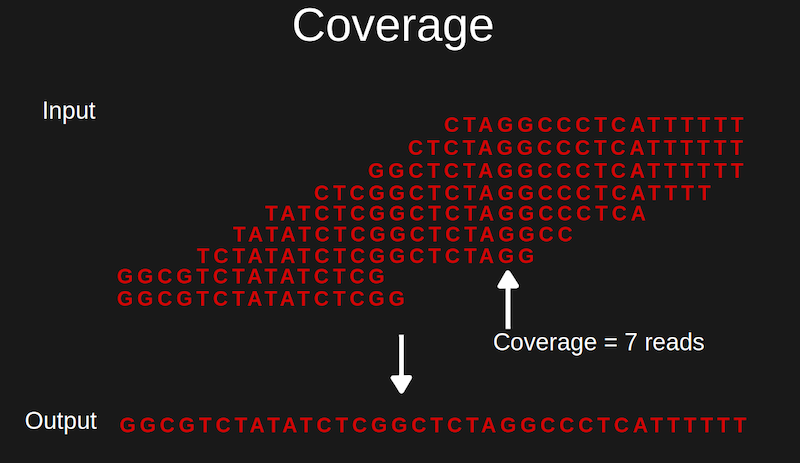 Coverage
Input
CTAGGCCCTCATTTTTT
CTCTAGGCCCTCATTTTTT
GGCTCTAGGCCCTCATTTTTT
CTCGGCTCTAGGCCCTCATTTT
TATCTCGGCTCTAGGCCCTCA
TATATCTCGGCTCTAGGCC
TCTATATCTCGGCTCTAGG
GGCGTCTATATCTCG
GGCGTCTATATCTCGG
Coverage = 7 reads
Output
GGCGTCTATATCTCGGCTCTAGGCCCTCATTTTTT